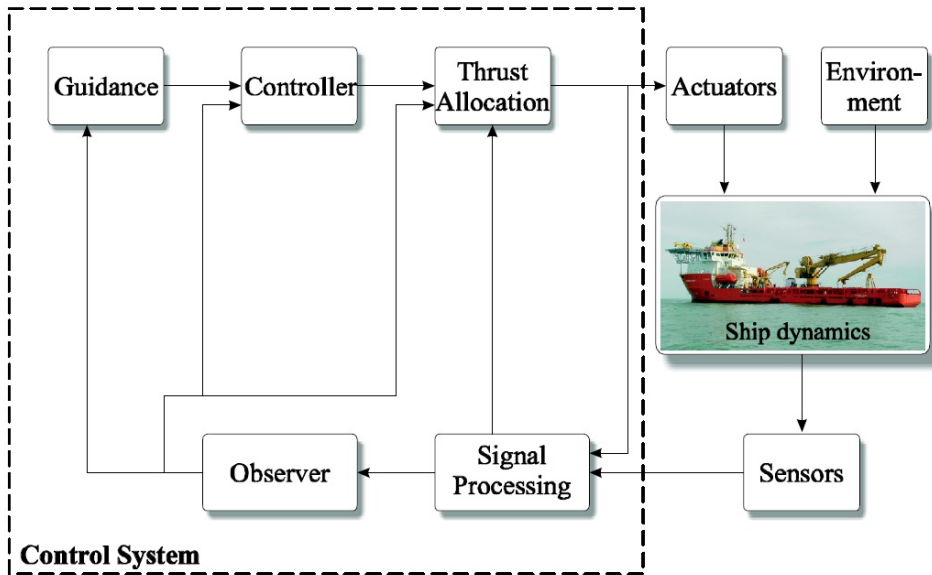 Guidance
Controller
Thrust
Allocation
Actuators
Environ-
ment
Ship dynamics
Observer
Signal
Processing
Sensors
Control System